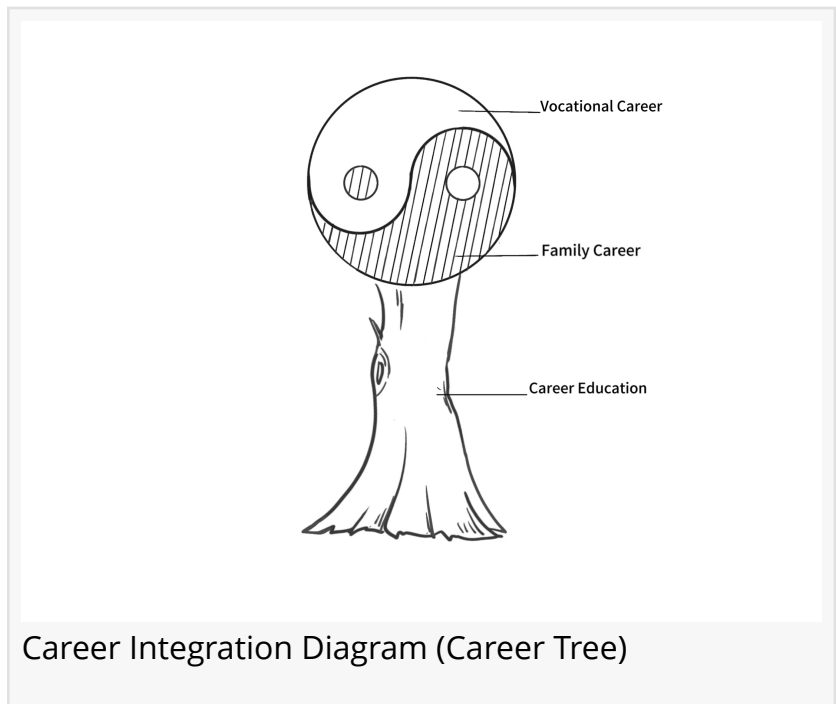 Vocational Career
Family Career
Career Education
Career Integration Diagram (Career Tree)